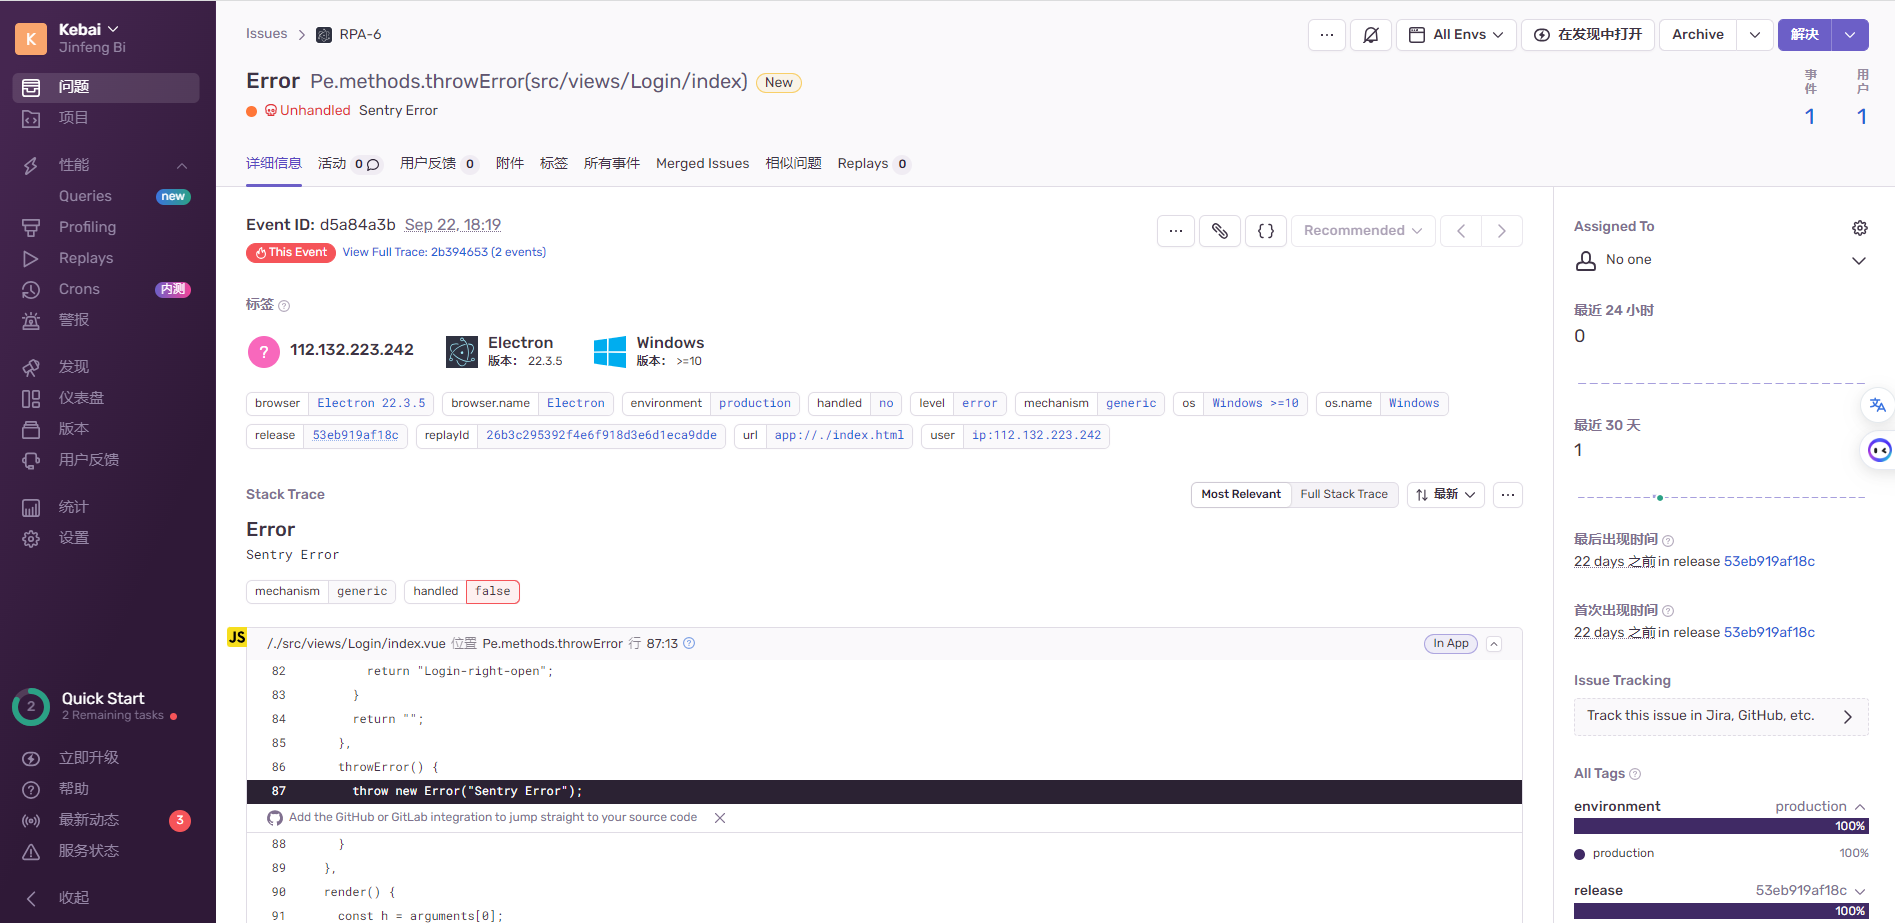 K
Kebai
Jinfeng Bi
问题
项目
性能
Queries new
Profiling
Replays
Crons 内测
警报
发现
仪表盘
版本
用户反馈
统计
设置
2
Quick Start
2 Remaining tasks
立即升级
帮助
最新动态 3
服务状态
收起
Issues > RPA-6
All Envs
在发现中打开
Archive
解决
Error Pe.methods.throwError(src/views/Login/index) New
Unhandled Sentry Error
事件
1
用户
1
详细信息 活动 0 用户反馈 0 附件 标签 所有事件 Merged Issues 相似问题 Replays 0
Event ID: d5a84a3b Sep 22, 18:19
This Event View Full Trace: 2b394653 (2 events)
... {} Recommended < >
标签 ?
? 112.132.223.242
Electron
版本： 22.3.5
Windows
版本： >=10
browser Electron 22.3.5 browser.name Electron environment production handled no level error mechanism generic os Windows >=10 os.name Windows
release 53eb919af18c replayId 26b3c295392f4e6f918d3e6d1eca9dde url app://./index.html user ip:112.132.223.242
Stack Trace
Most Relevant Full Stack Trace 最新 ...
Error
Sentry Error
mechanism generic handled false
JS
/./src/views/Login/index.vue 位置 Pe.methods.throwError 行 87:13 ?
In App
82 return "Login-right-open";
83 }
84 return "";
85 },
86 throwError() {
87 throw new Error("Sentry Error");
Add the GitHub or GitLab integration to jump straight to your source code
88 }
89 },
90 render() {
91 const h = arguments[0];
Assigned To
No one
最近 24 小时
0
最近 30 天
1
最后出现时间 ?
22 days 之前in release 53eb919af18c
首次出现时间 ?
22 days 之前in release 53eb919af18c
Issue Tracking
Track this issue in Jira, GitHub, etc.
All Tags ?
environment production
100%
production 100%
release 53eb919af18c
100%